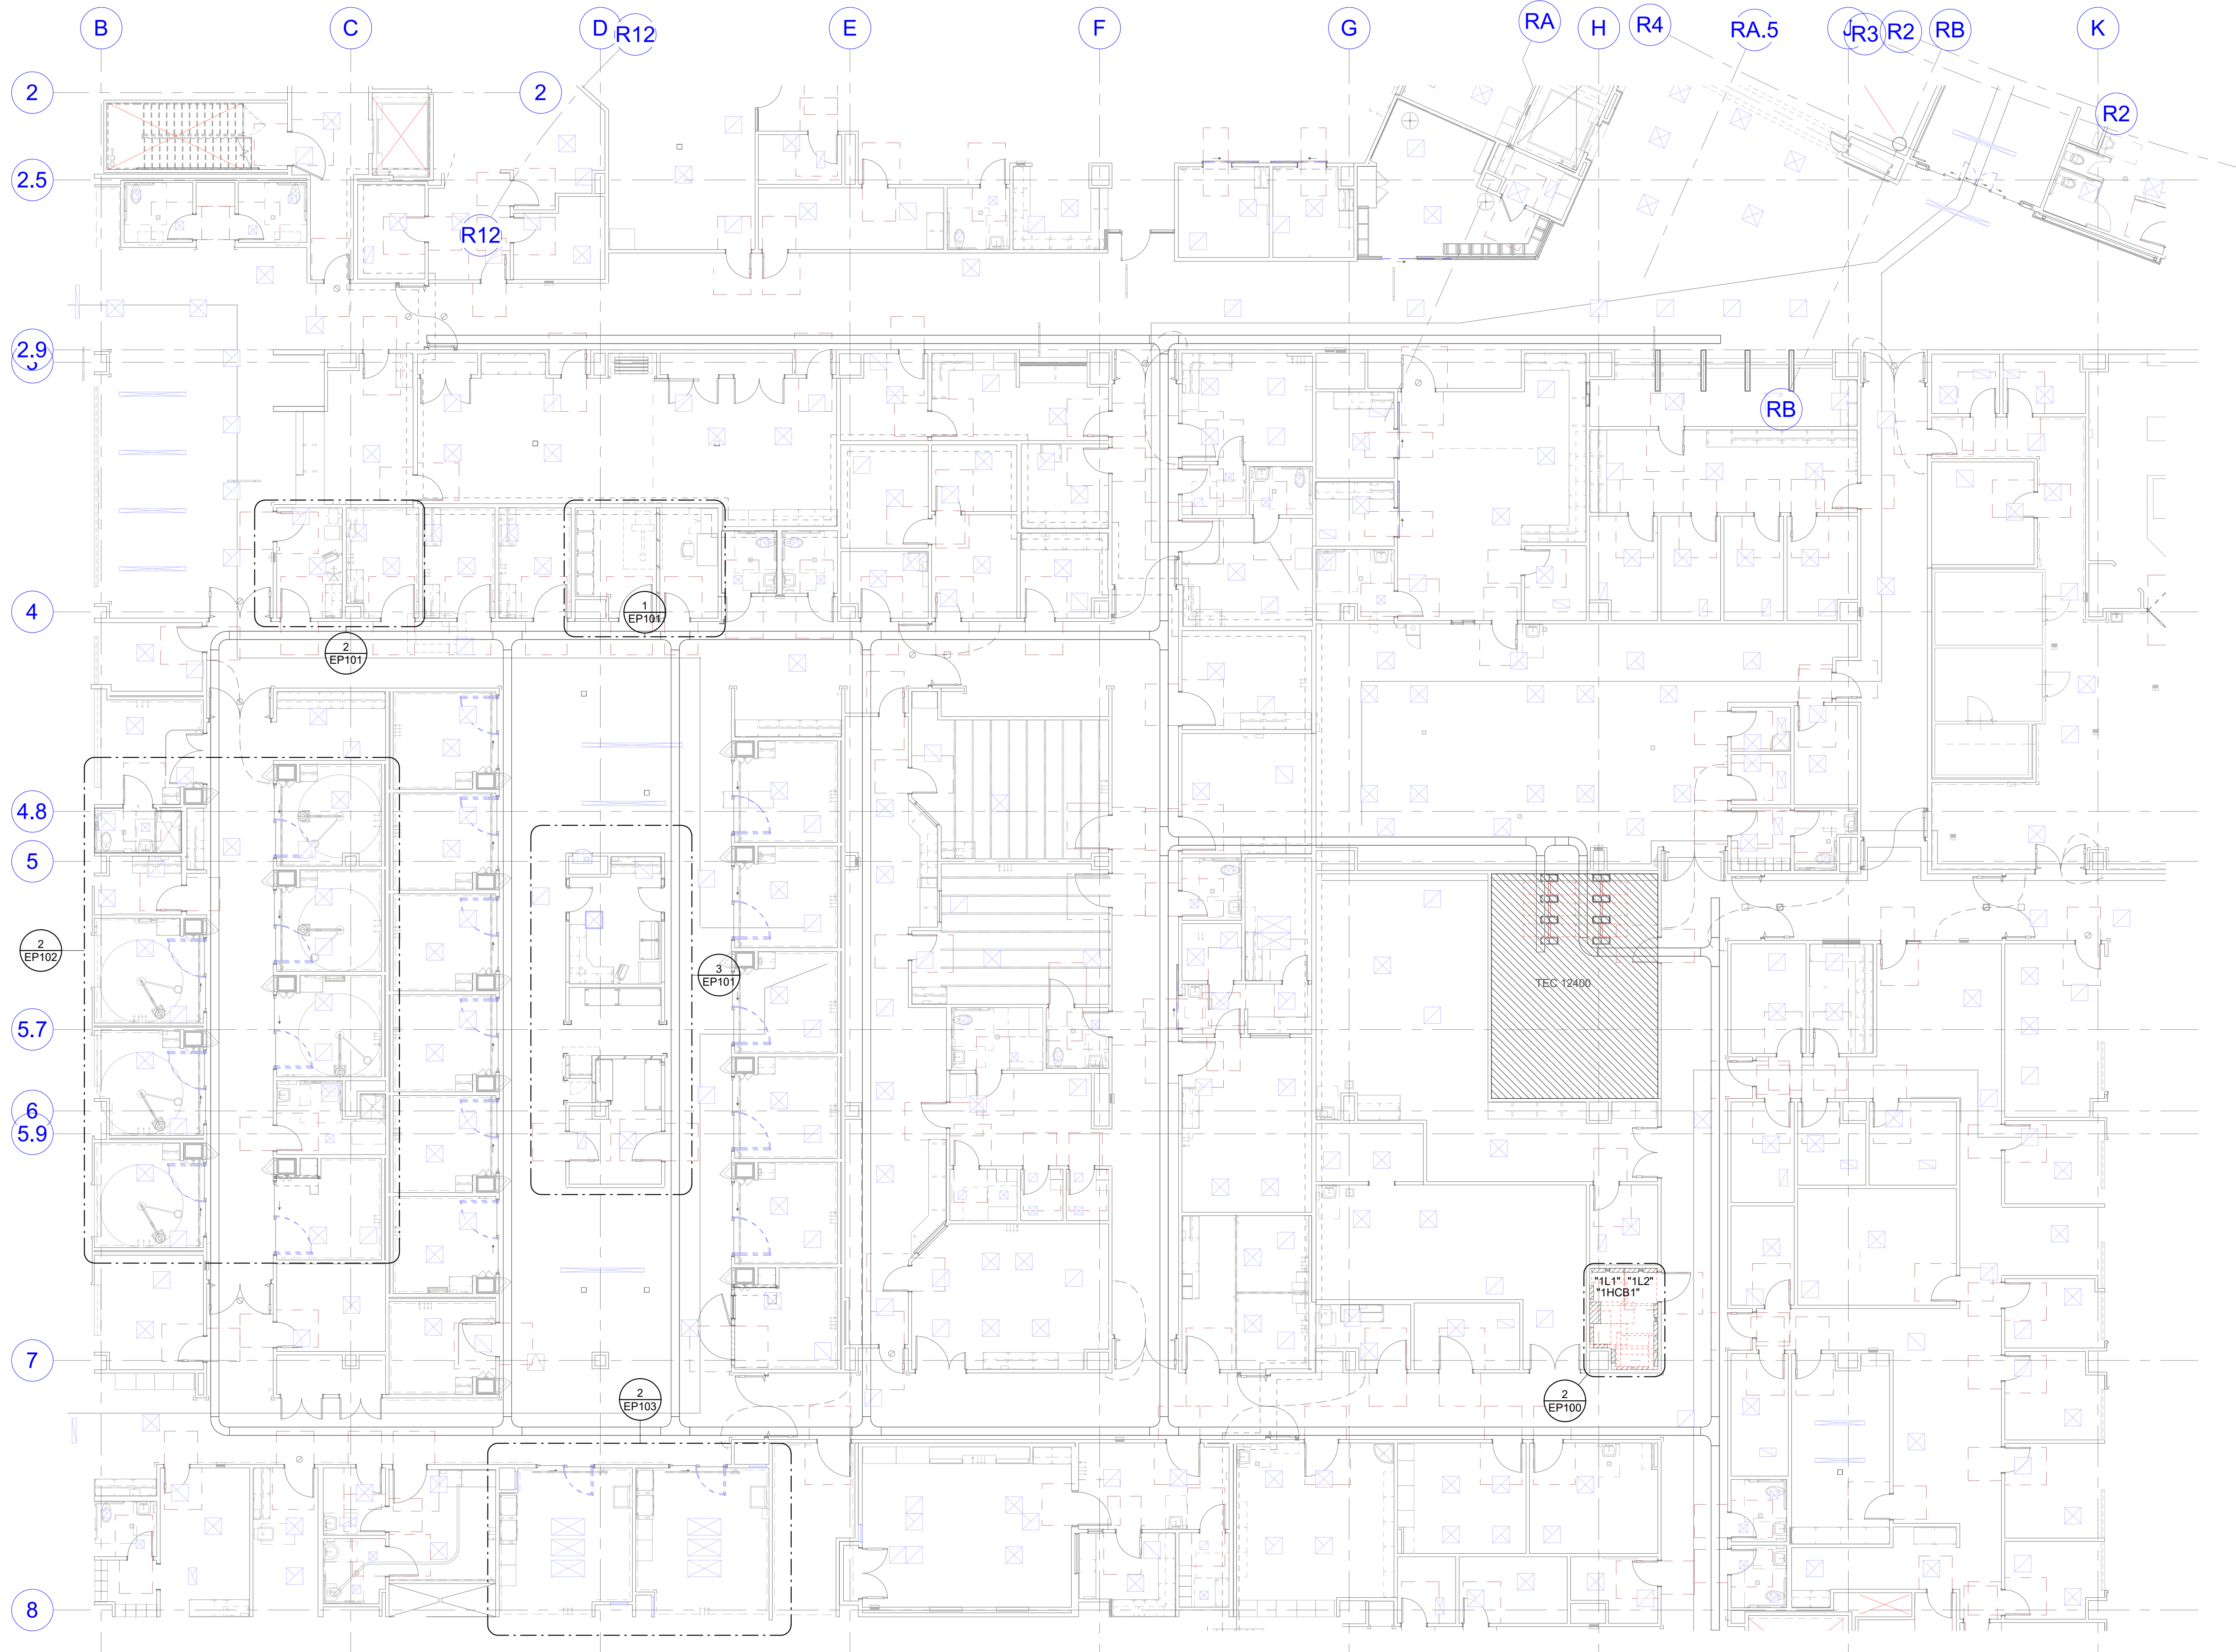 B C D R12 E F G RA H R4 RA.5 J R3 R2 RB K
2 2
R2
2.5
R12
2.9
3
RB
4
1
EP101
2
EP101
4.8
5
2
EP102
3
EP101
TEC 12400
5.7
6
5.9
"1L1" "1L2"
"1HCB1"
7
2
EP103
2
EP100
8